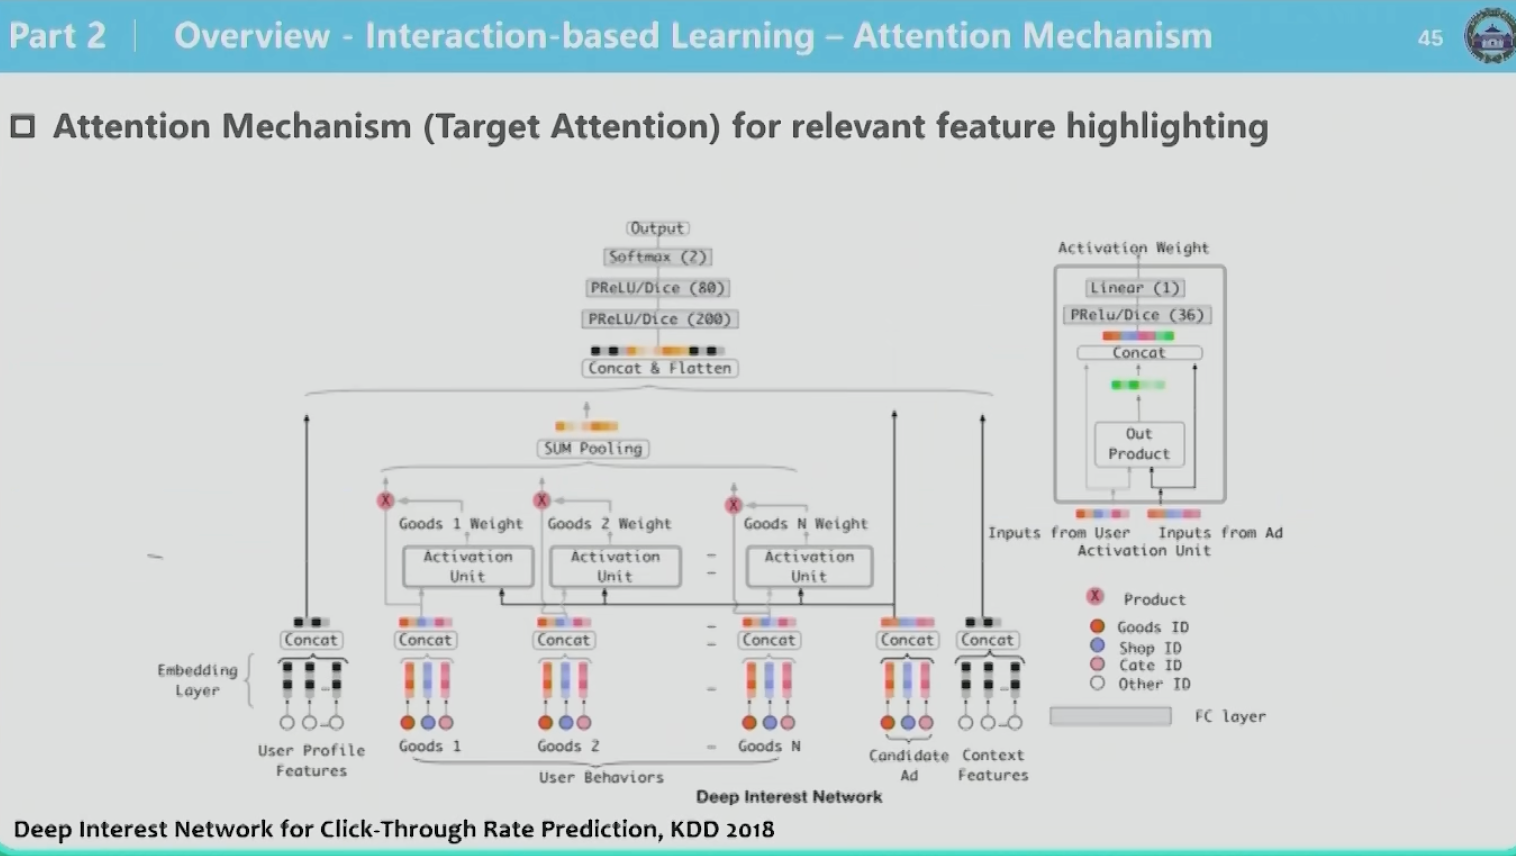 Part 2 | Overview - Interaction-based Learning – Attention Mechanism 45
Attention Mechanism (Target Attention) for relevant feature highlighting
Output
Softmax (2)
PReLU/Dice (80)
PReLU/Dice (200)
Concat & Flatten
SUM Pooling
Goods 1 Weight
Goods 2 Weight
Goods N Weight
Activation
Unit
Activation
Unit
Activation
Unit
Concat
Concat
Concat
Concat
Concat
Concat
Embedding
Layer
User Profile
Features
Goods 1
Goods 2
Goods N
User Behaviors
Candidate
Ad
Context
Features
Activation Weight
Linear (1)
PRelu/Dice (36)
Concat
Out
Product
Inputs from User
Inputs from Ad
Activation Unit
X Product
Goods ID
Shop ID
Cate ID
Other ID
FC layer
Deep Interest Network
Deep Interest Network for Click-Through Rate Prediction, KDD 2018